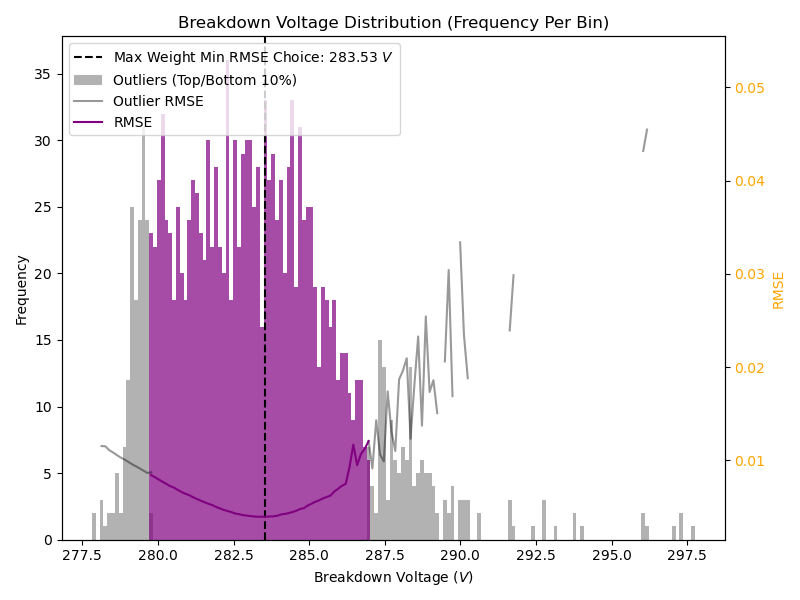 Breakdown Voltage Distribution (Frequency Per Bin)
Max Weight Min RMSE Choice: 283.53 V
Outliers (Top/Bottom 10%)
Outlier RMSE
RMSE
35
30
25
20
15
10
5
0
Frequency
0.05
0.04
0.03
0.02
0.01
RMSE
277.5 280.0 282.5 285.0 287.5 290.0 292.5 295.0 297.5
Breakdown Voltage (V)